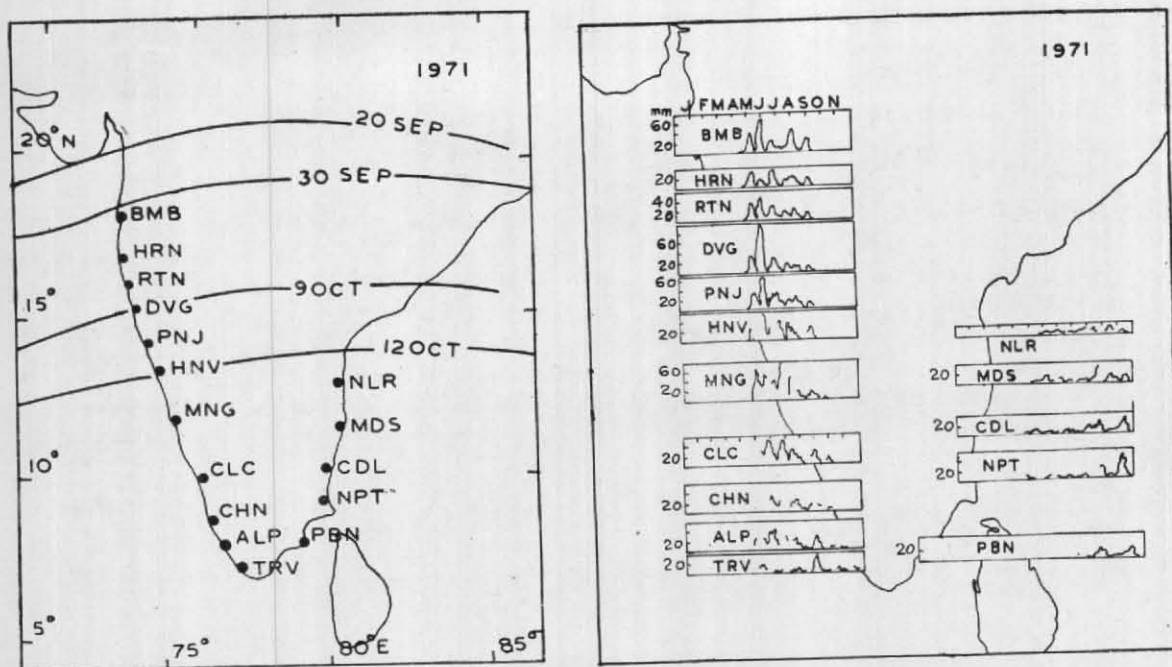 1971
20°N
20 SEP
30 SEP
BMB
HRN
RTN
15°
9 OCT
DVG
PNJ
12 OCT
HNV
NLR
MNG
MDS
10°
CLC
CDL
NPT
CHN
ALP
PBN
TRV
5°
75°
80°E
85°
1971
mm
J F M A M J J A S O N
60
20
BMB
20
HRN
40
20
RTN
60
20
DVG
60
20
PNJ
20
HNV
NLR
60
20
MNG
20
MDS
20
CLC
20
CDL
20
NPT
20
CHN
20
ALP
20
PBN
20
TRV